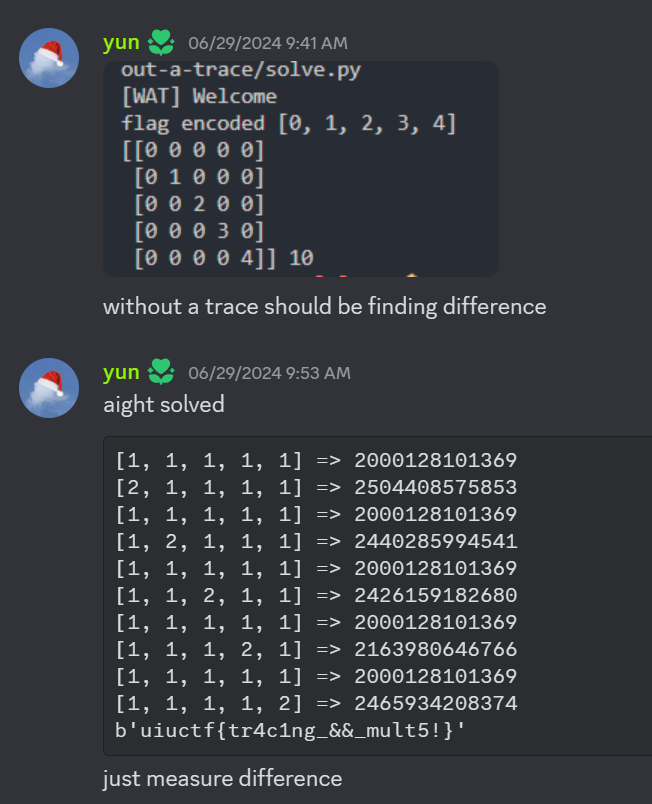 yun 06/29/2024 9:41 AM
out-a-trace/solve.py
[WAT] Welcome
flag encoded [0, 1, 2, 3, 4]
[[0 0 0 0 0]
[0 1 0 0 0]
[0 0 2 0 0]
[0 0 0 3 0]
[0 0 0 0 4]] 10
without a trace should be finding difference
yun 06/29/2024 9:53 AM
aight solved
[1, 1, 1, 1, 1] => 2000128101369
[2, 1, 1, 1, 1] => 2504408575853
[1, 1, 1, 1, 1] => 2000128101369
[1, 2, 1, 1, 1] => 2440285994541
[1, 1, 1, 1, 1] => 2000128101369
[1, 1, 2, 1, 1] => 2426159182680
[1, 1, 1, 1, 1] => 2000128101369
[1, 1, 1, 2, 1] => 2163980646766
[1, 1, 1, 1, 1] => 2000128101369
[1, 1, 1, 1, 2] => 2465934208374
b'uiuctf{tr4c1ng_&&_mult5!}'
just measure difference